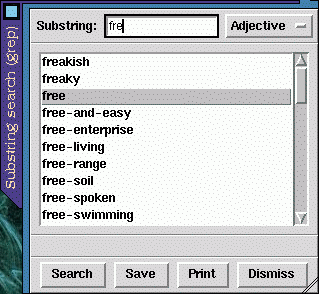 Substring search (grep)
Substring: fre Adjective
freakish
freaky
free
free-and-easy
free-enterprise
free-living
free-range
free-soil
free-spoken
free-swimming
Search Save Print Dismiss